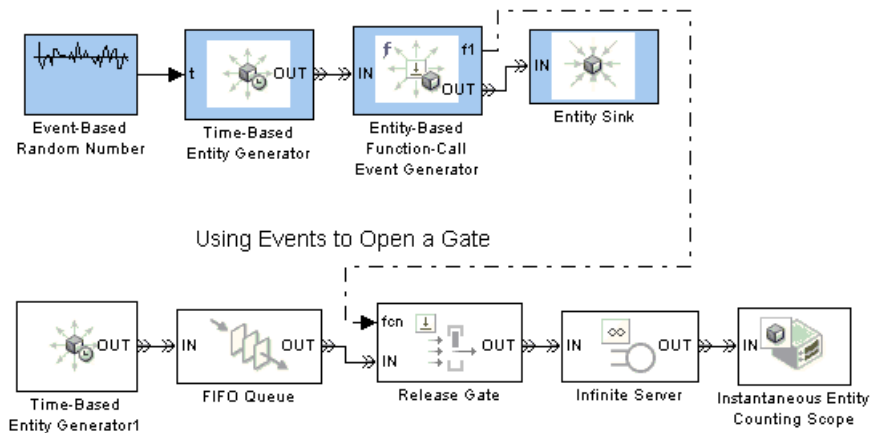 t
OUT
IN
f
f1
OUT
IN
Event-Based
Random Number
Time-Based
Entity Generator
Entity-Based
Function-Call
Event Generator
Entity Sink
Using Events to Open a Gate
OUT
IN
OUT
fcn
IN
OUT
IN
∞
OUT
IN
Time-Based
Entity Generator1
FIFO Queue
Release Gate
Infinite Server
Instantaneous Entity
Counting Scope